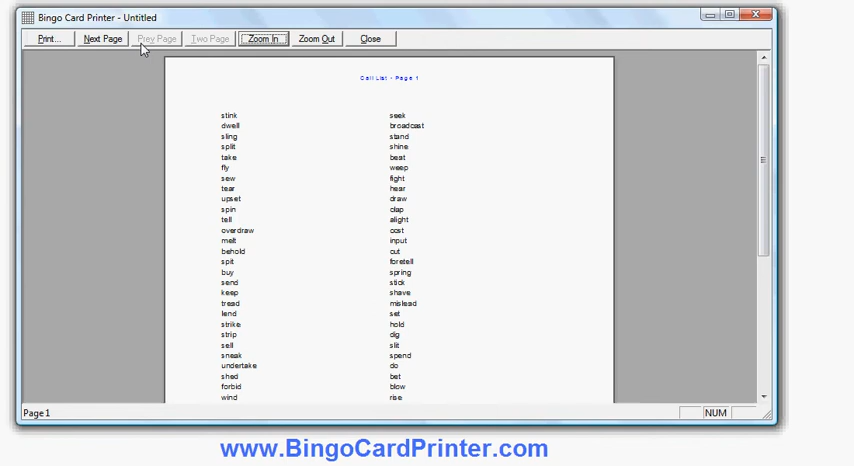 Bingo Card Printer - Untitled
Print... Next Page Prev Page Two Page Zoom In Zoom Out Close
Call List - Page 1
stink seek
dwell broadcast
sling stand
split shine
take beat
fly weep
sew fight
tear hear
upset draw
spin clap
tell alight
overdraw cost
melt input
behold cut
spit foretell
buy spring
send stick
keep shave
tread mislead
lend set
strike hold
strip dig
sell slit
sneak spend
undertake do
shed bet
forbid blow
wind rise
Page 1 NUM
www.BingoCardPrinter.com